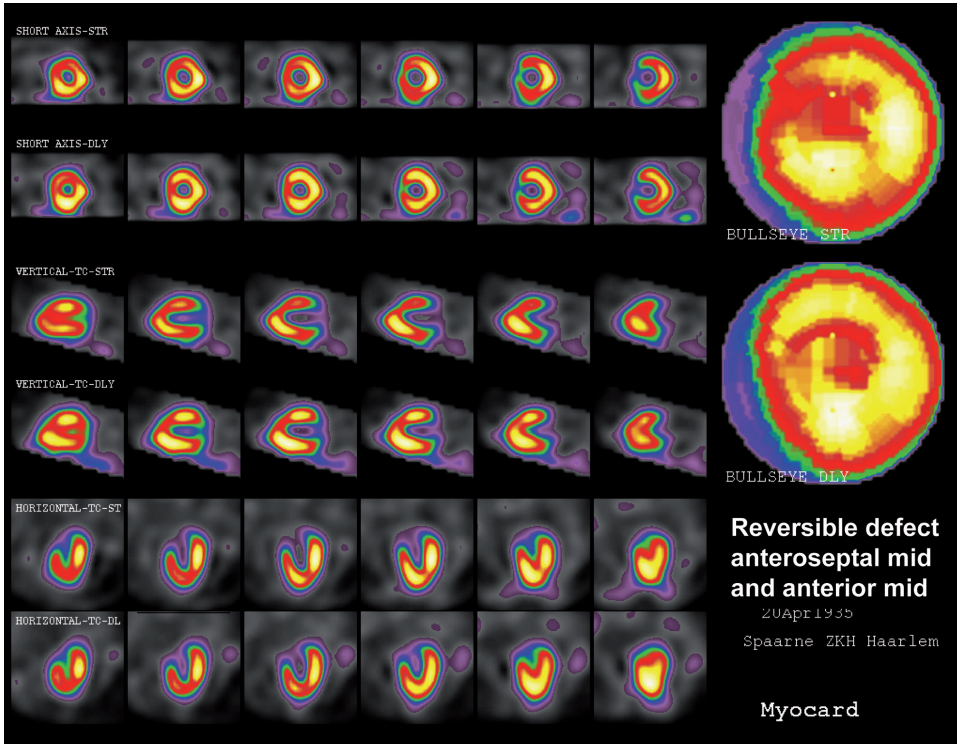 SHORT AXIS-STR
SHORT AXIS-DLY
BULLSEYE STR
VERTICAL-TC-STR
VERTICAL-TC-DLY
BULLSEYE DLY
HORIZONTAL-TC-ST
Reversible defect
anteroseptal mid
and anterior mid
20Apr1935
HORIZONTAL-TC-DL
Spaarne ZKH Haarlem
Myocard